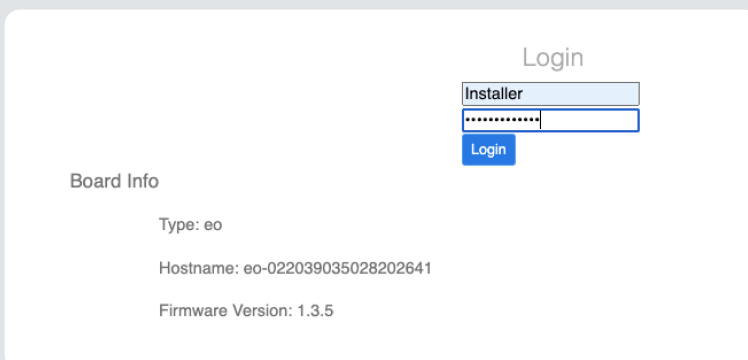 Login
Installer
•••••••••••••
Login
Board Info
Type: eo
Hostname: eo-022039035028202641
Firmware Version: 1.3.5